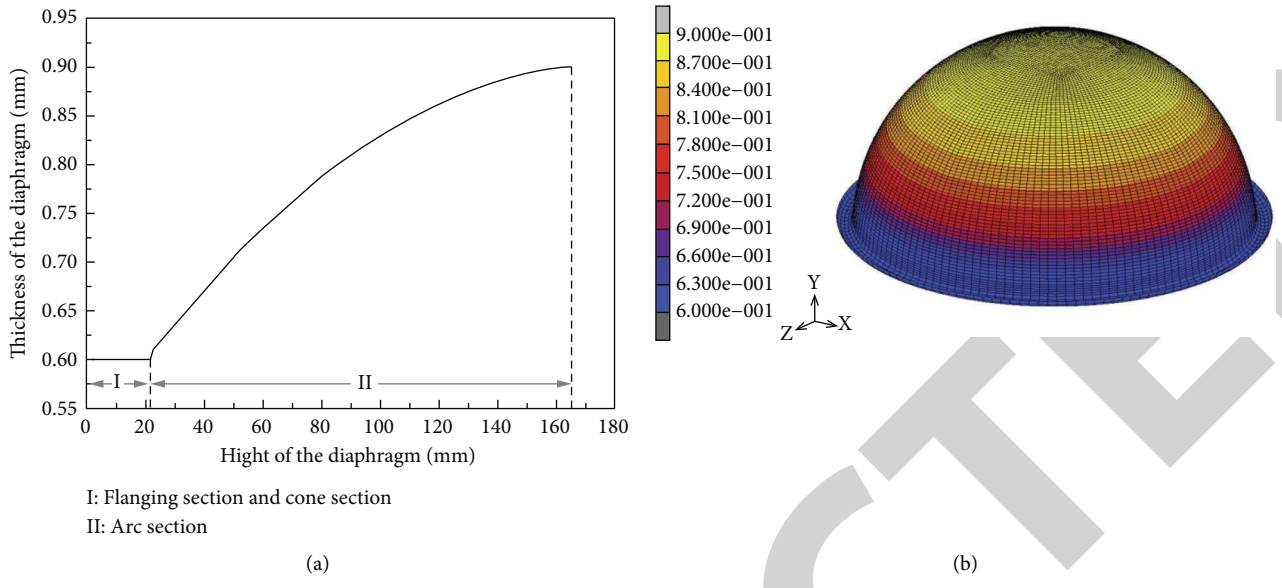 0.95
0.90
0.85
0.80
0.75
0.70
0.65
0.60
0.55
Thickness of the diaphragm (mm)
I
II
0 20 40 60 80 100 120 140 160 180
Hight of the diaphragm (mm)
I: Flanging section and cone section
II: Arc section
(a)
9.000e−001
8.700e−001
8.400e−001
8.100e−001
7.800e−001
7.500e−001
7.200e−001
6.900e−001
6.600e−001
6.300e−001
6.000e−001
Y
Z X
(b)